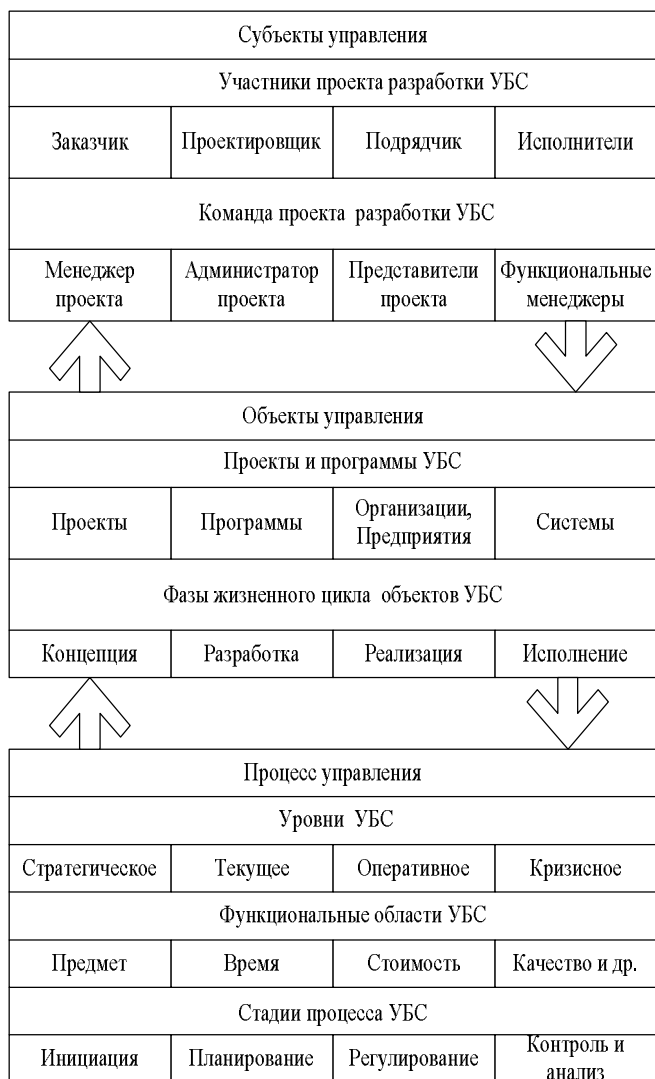 Субъекты управления
Участники проекта разработки УБС
Заказчик Проектировщик Подрядчик Исполнители
Команда проекта разработки УБС
Менеджер Администратор Представители Функциональные
проекта проекта проекта менеджеры
Объекты управления
Проекты и программы УБС
Проекты Программы Организации, Предприятия Системы
Фазы жизненного цикла объектов УБС
Концепция Разработка Реализация Исполнение
Процесс управления
Уровни УБС
Стратегическое Текущее Оперативное Кризисное
Функциональные области УБС
Предмет Время Стоимость Качество и др.
Стадии процесса УБС
Инициация Планирование Регулирование Контроль и анализ